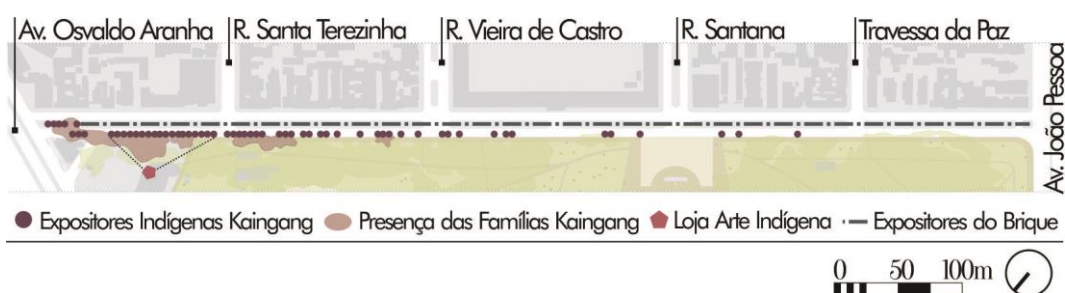 Av. Osvaldo Aranha R. Santa Terezinha R. Vieira de Castro R. Santana Travessa da Paz
Av. João Pessoa
Expositores Indígenas Kaingang Presença das Famílias Kaingang Loja Arte Indígena Expositores do Brique
0 50 100m